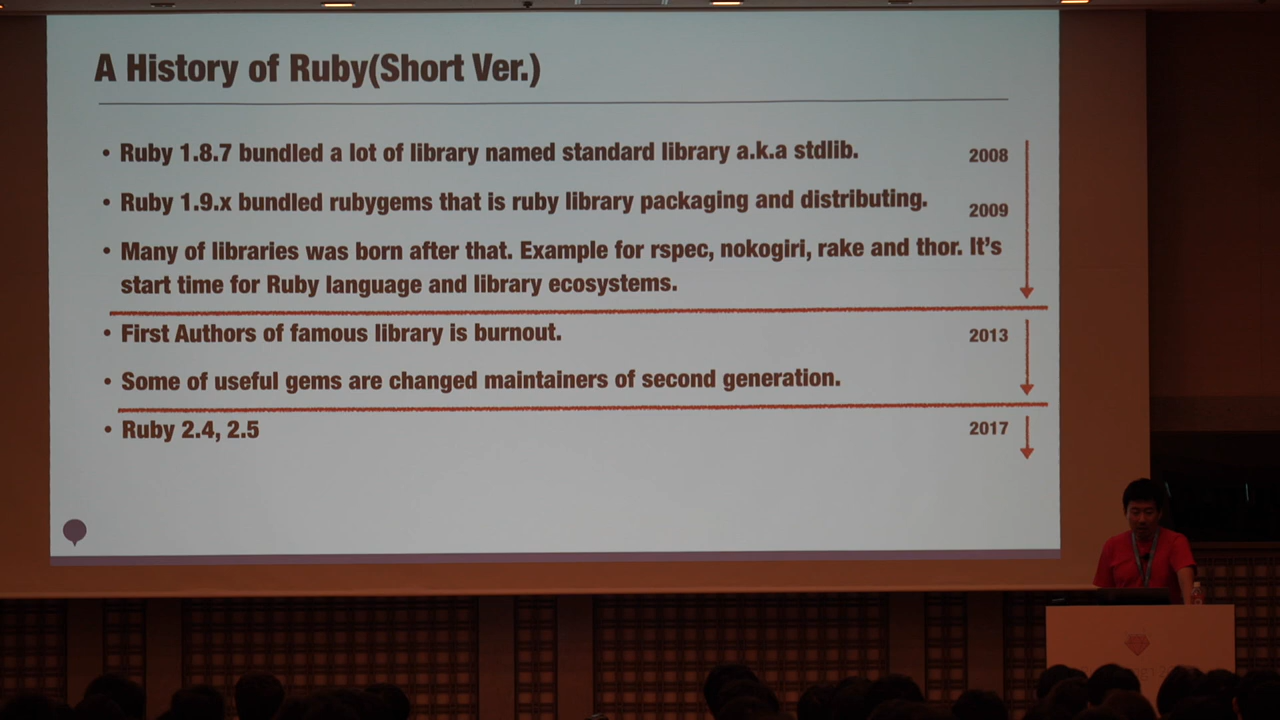 A History of Ruby(Short Ver.)
• Ruby 1.8.7 bundled a lot of library named standard library a.k.a stdlib.
2008
• Ruby 1.9.x bundled rubygems that is ruby library packaging and distributing.
2009
• Many of libraries was born after that. Example for rspec, nokogiri, rake and thor. It's
start time for Ruby language and library ecosystems.
• First Authors of famous library is burnout.
2013
• Some of useful gems are changed maintainers of second generation.
• Ruby 2.4, 2.5
2017